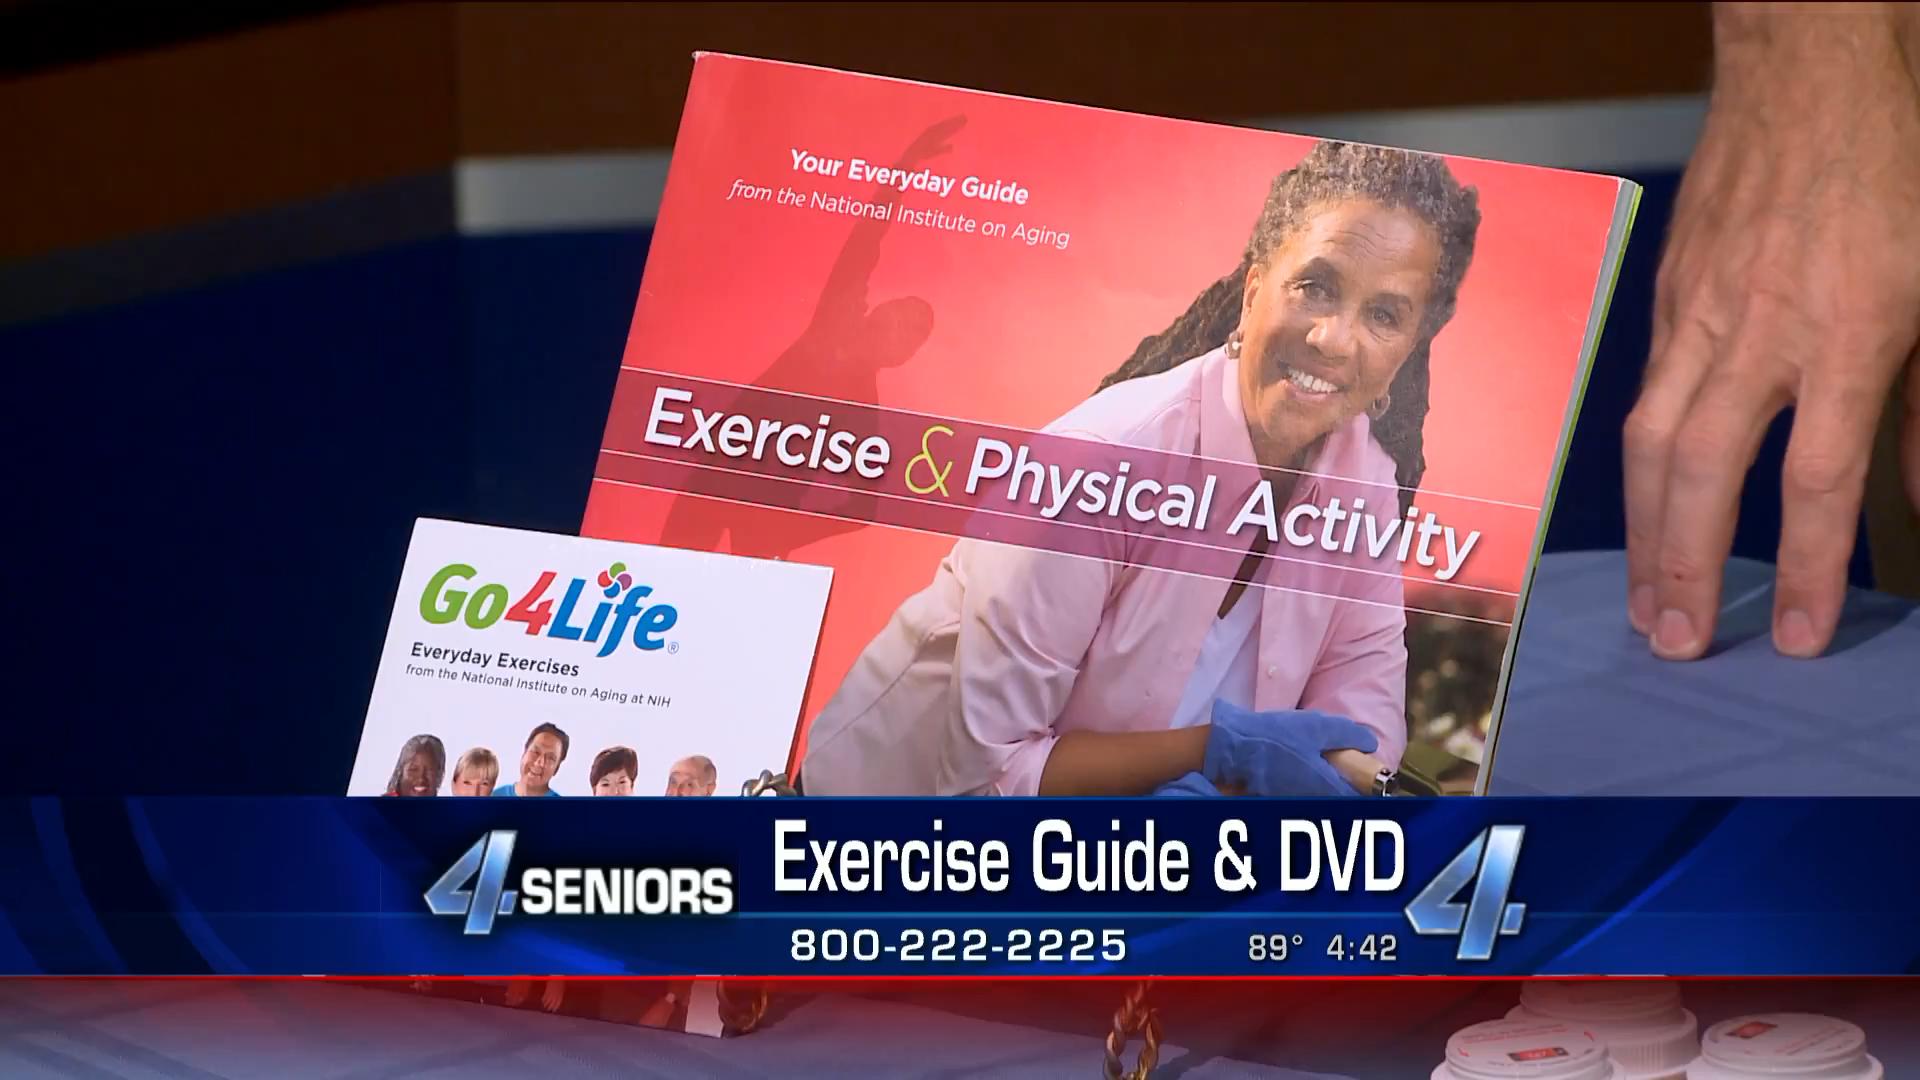 Your Everyday Guide
from the National Institute on Aging
Exercise & Physical Activity
Go4Life®
Everyday Exercises
from the National Institute on Aging at NIH
4 SENIORS
Exercise Guide & DVD
4
800-222-2225
89° 4:42